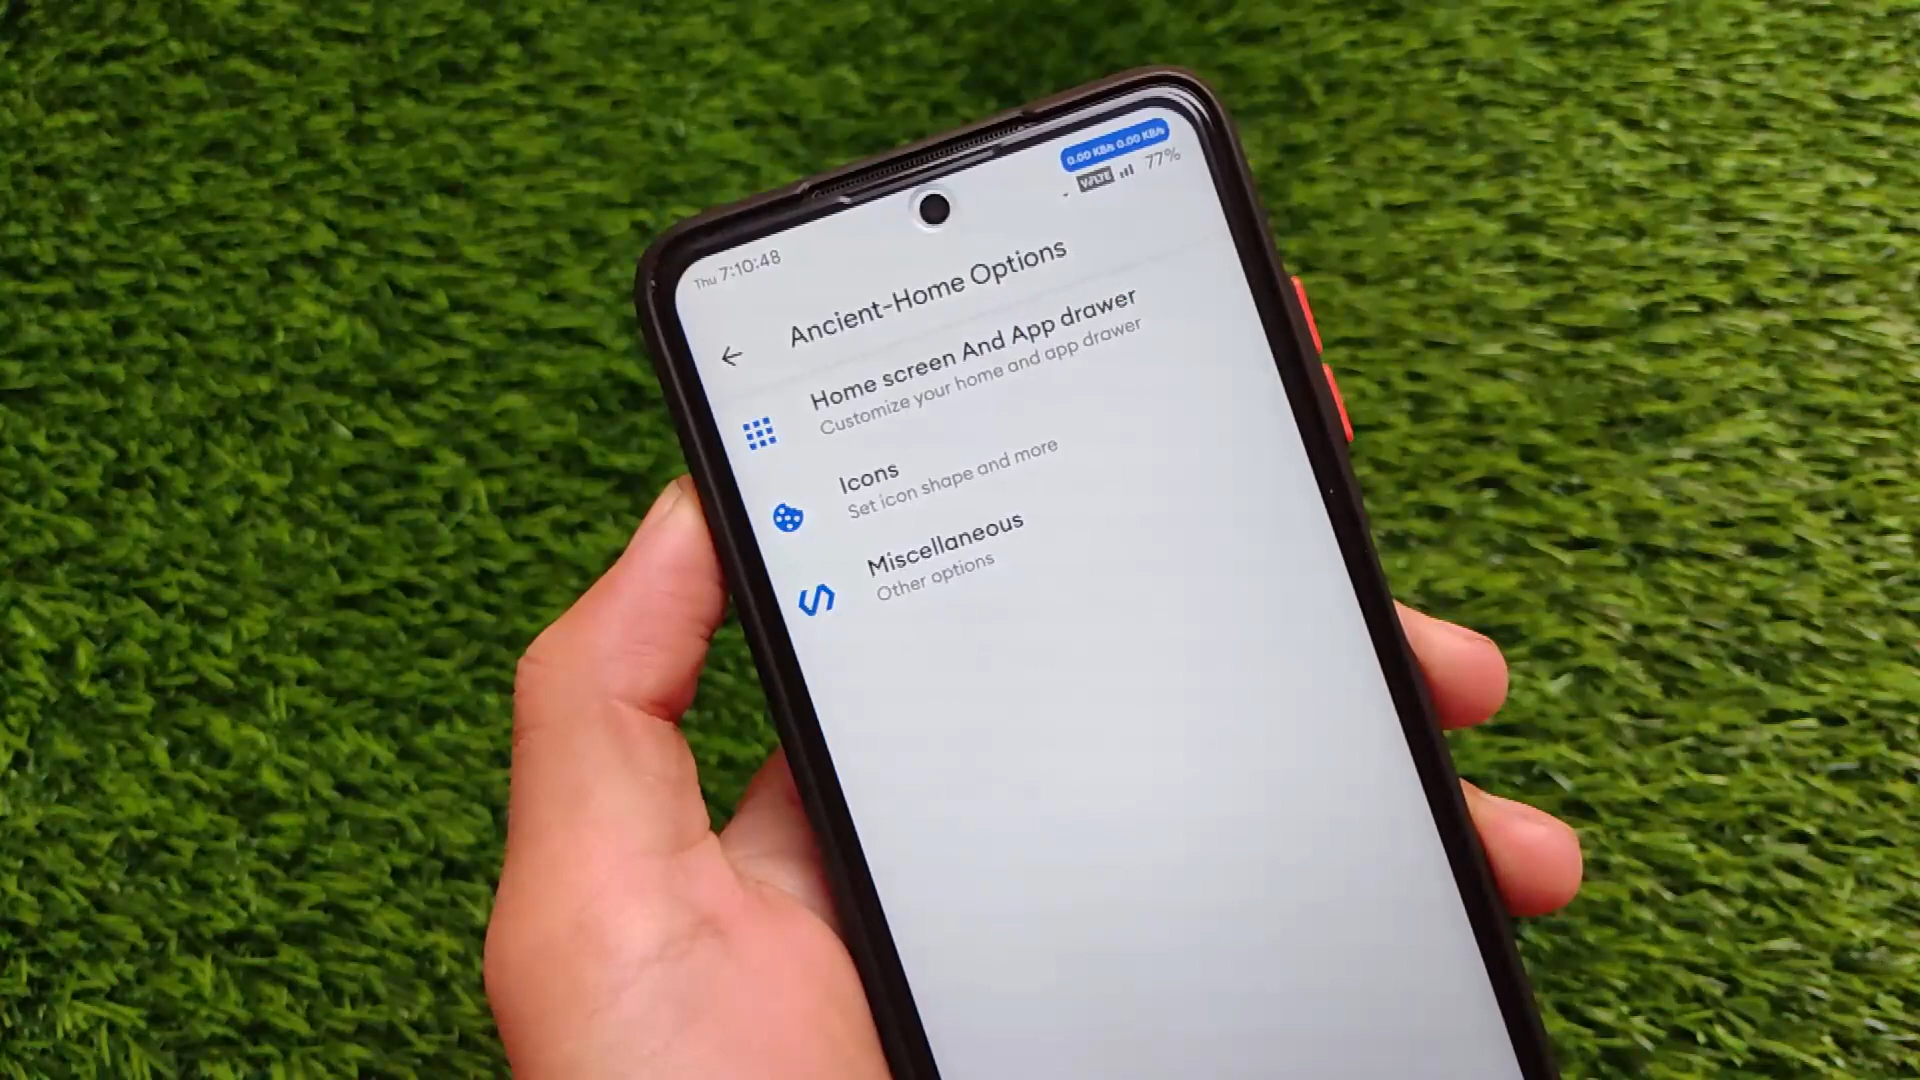 0.00 KB/s 0.00 KB/s
VoLTE 77%
Thu 7:10:48
Ancient-Home Options
Home screen And App drawer
Customize your home and app drawer
Icons
Set icon shape and more
Miscellaneous
Other options